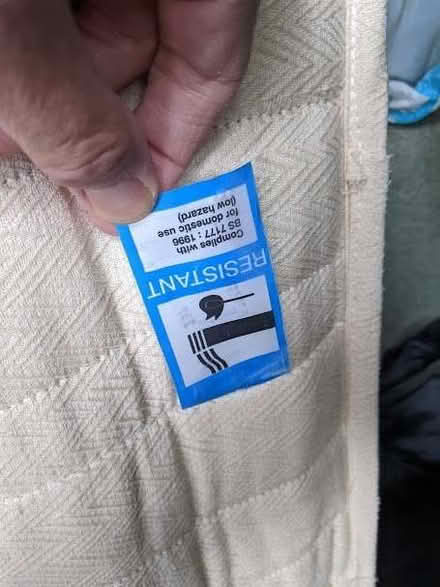 RESISTANT
Complies with
BS 7177 : 1996
for domestic use
(low hazard)